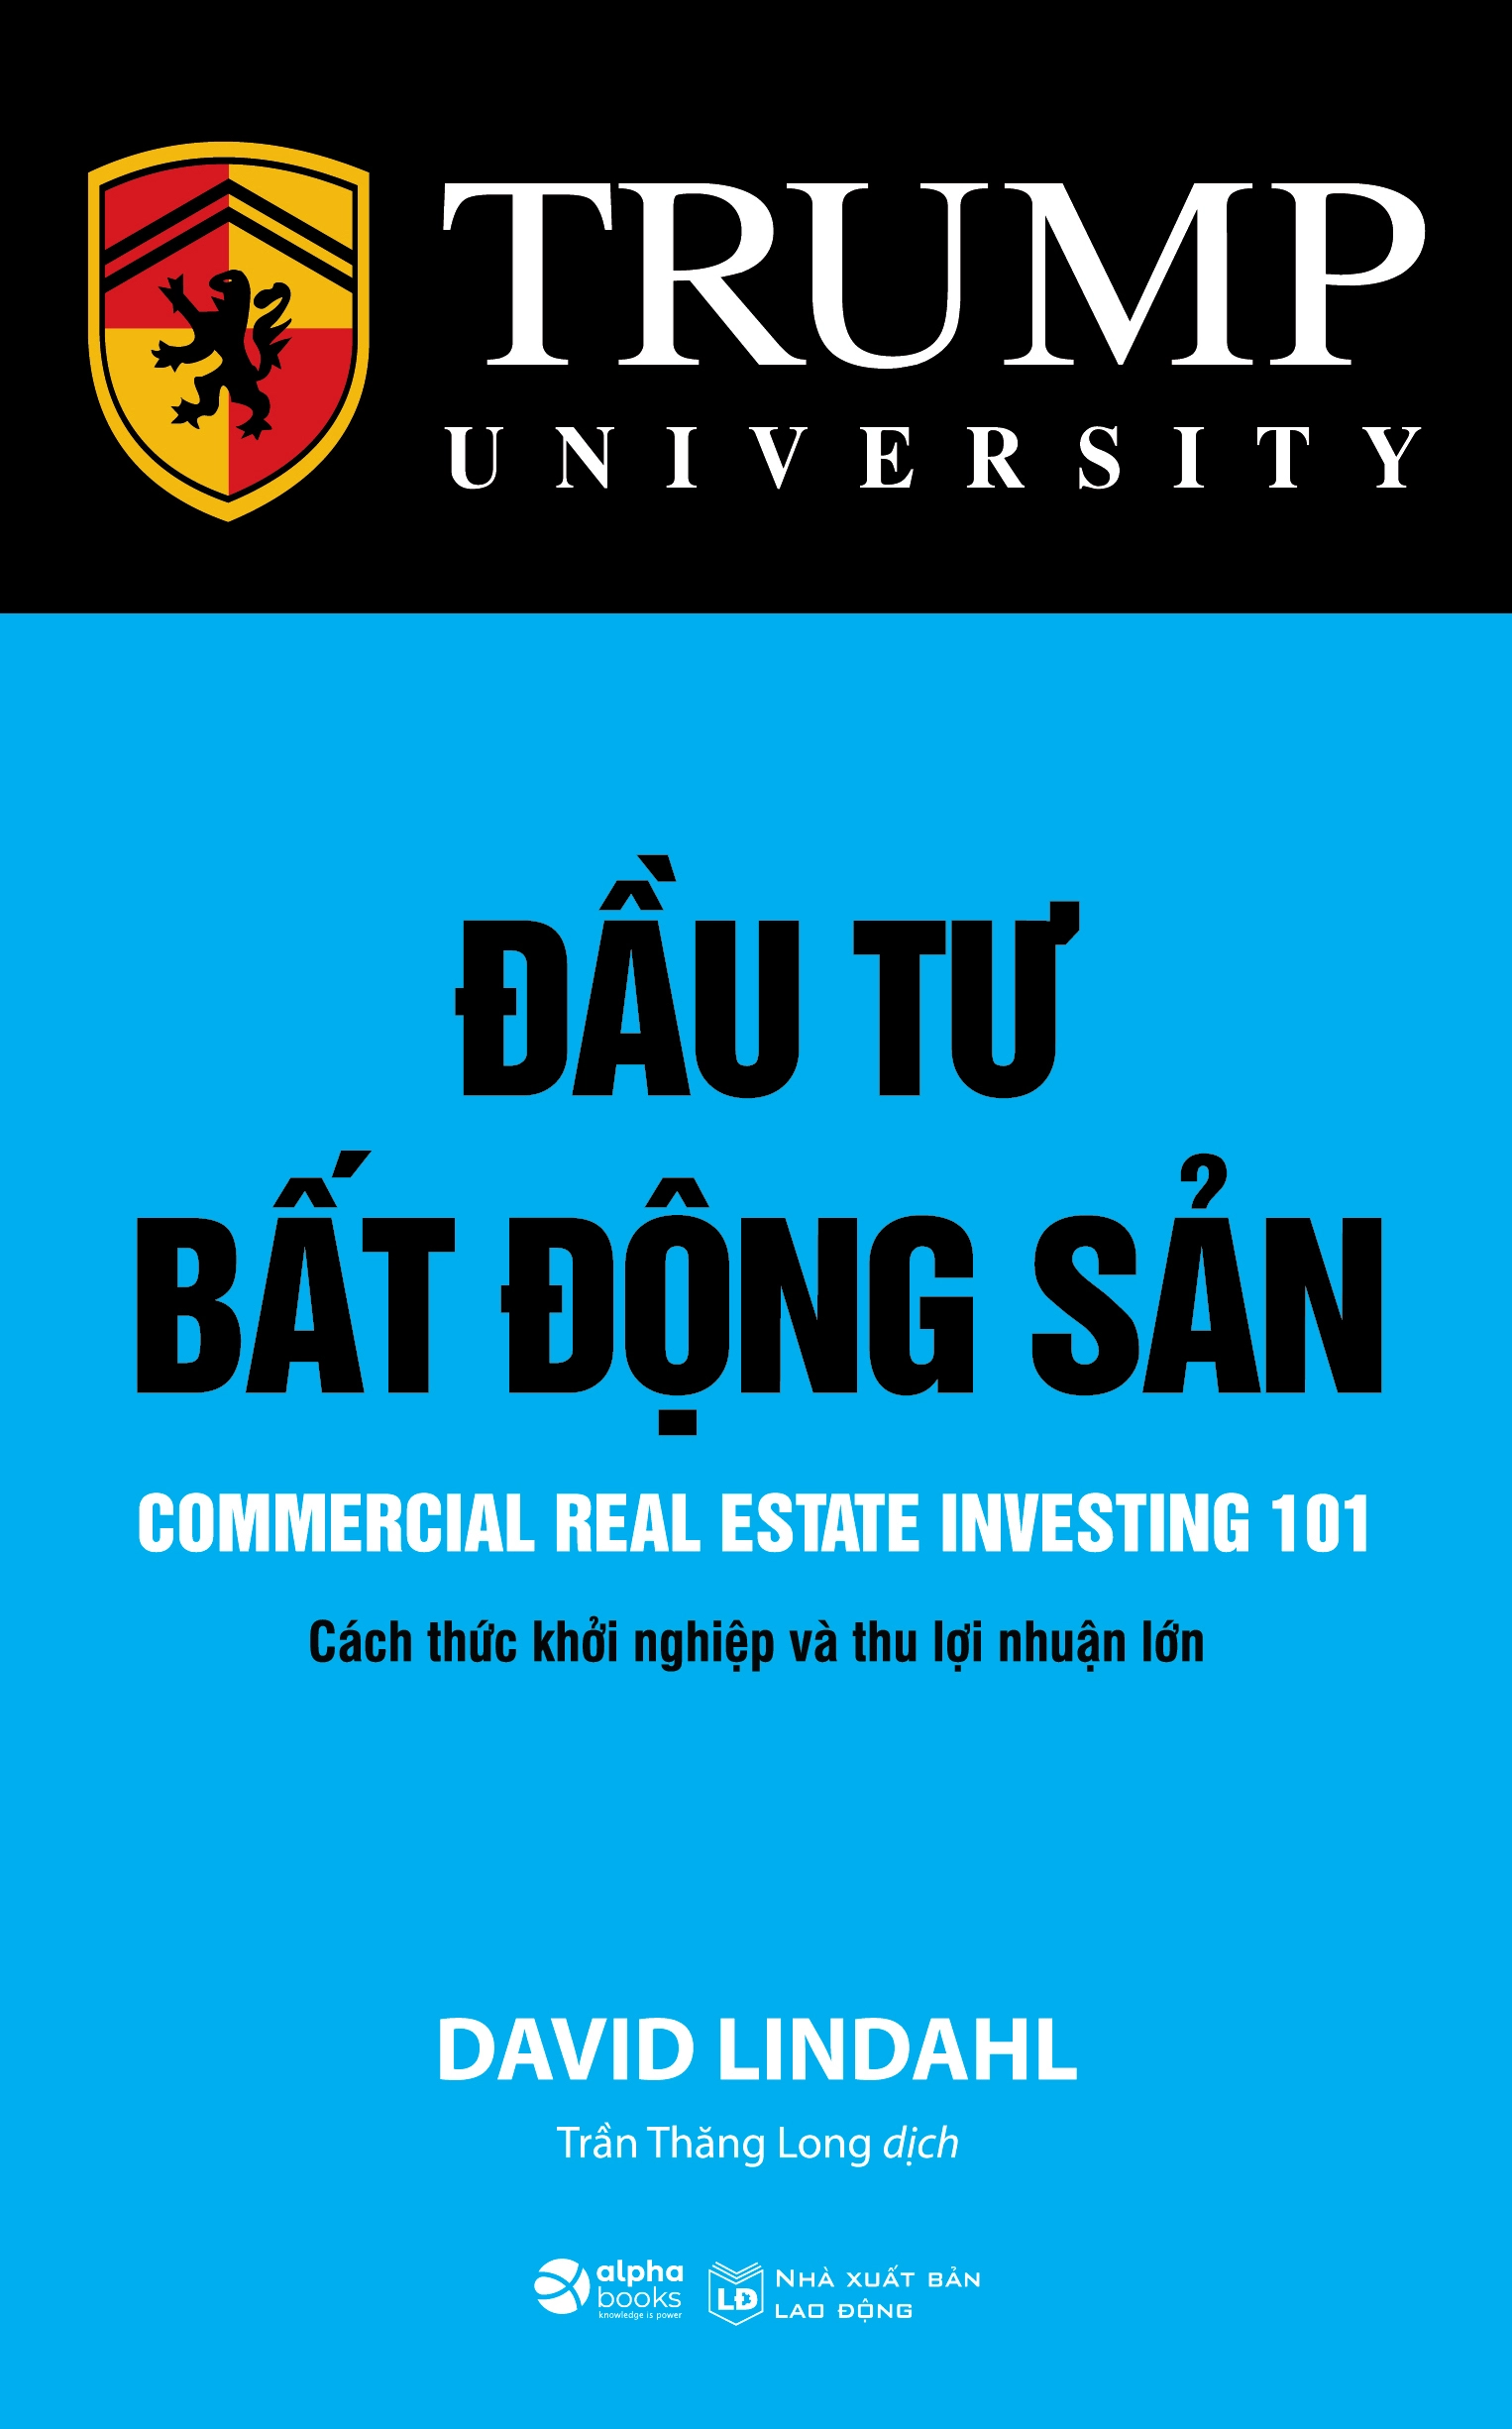 TRUMP
UNIVERSITY
ĐẦU TƯ
BẤT ĐỘNG SẢN
COMMERCIAL REAL ESTATE INVESTING 101
Cách thức khởi nghiệp và thu lợi nhuận lớn
DAVID LINDAHL
Trần Thăng Long dịch
alpha
books
knowledge is power
LĐ
NHÀ XUẤT BẢN
LAO ĐỘNG